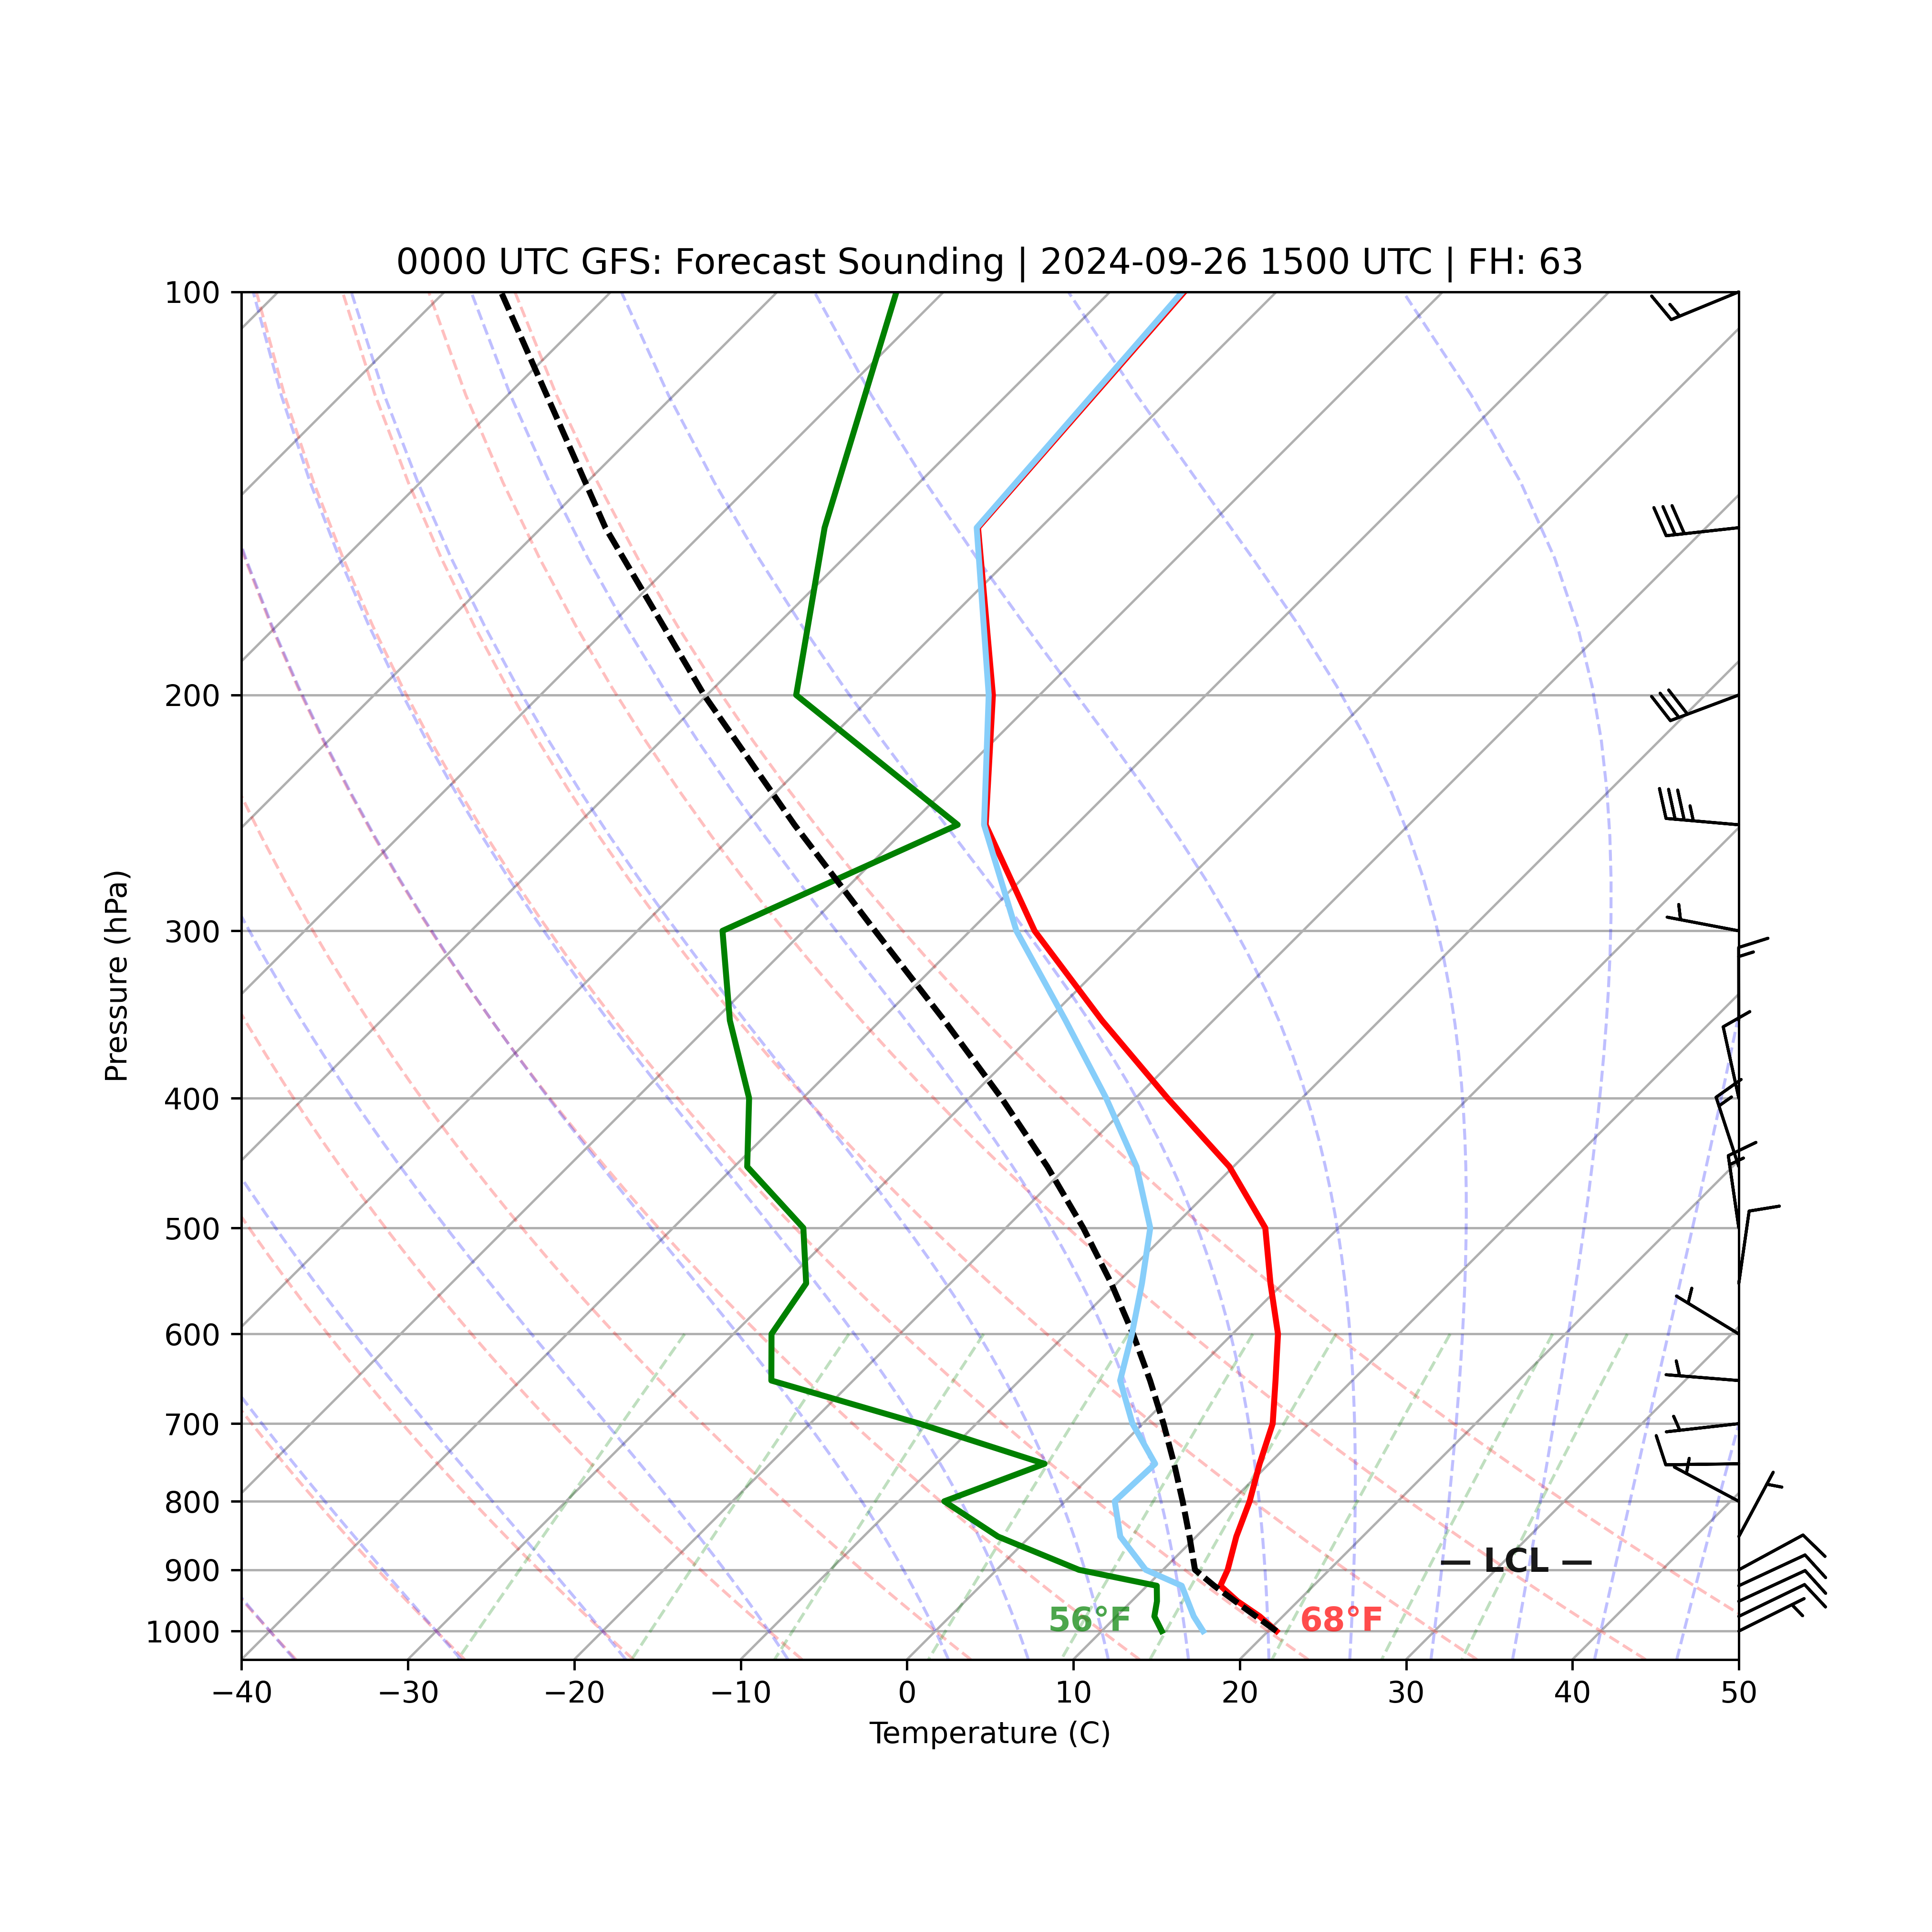 0000 UTC GFS: Forecast Sounding | 2024-09-26 1500 UTC | FH: 63
100
200
300
400
500
600
700
800
900
1000
Pressure (hPa)
— LCL —
56°F
68°F
−40 −30 −20 −10 0 10 20 30 40 50
Temperature (C)